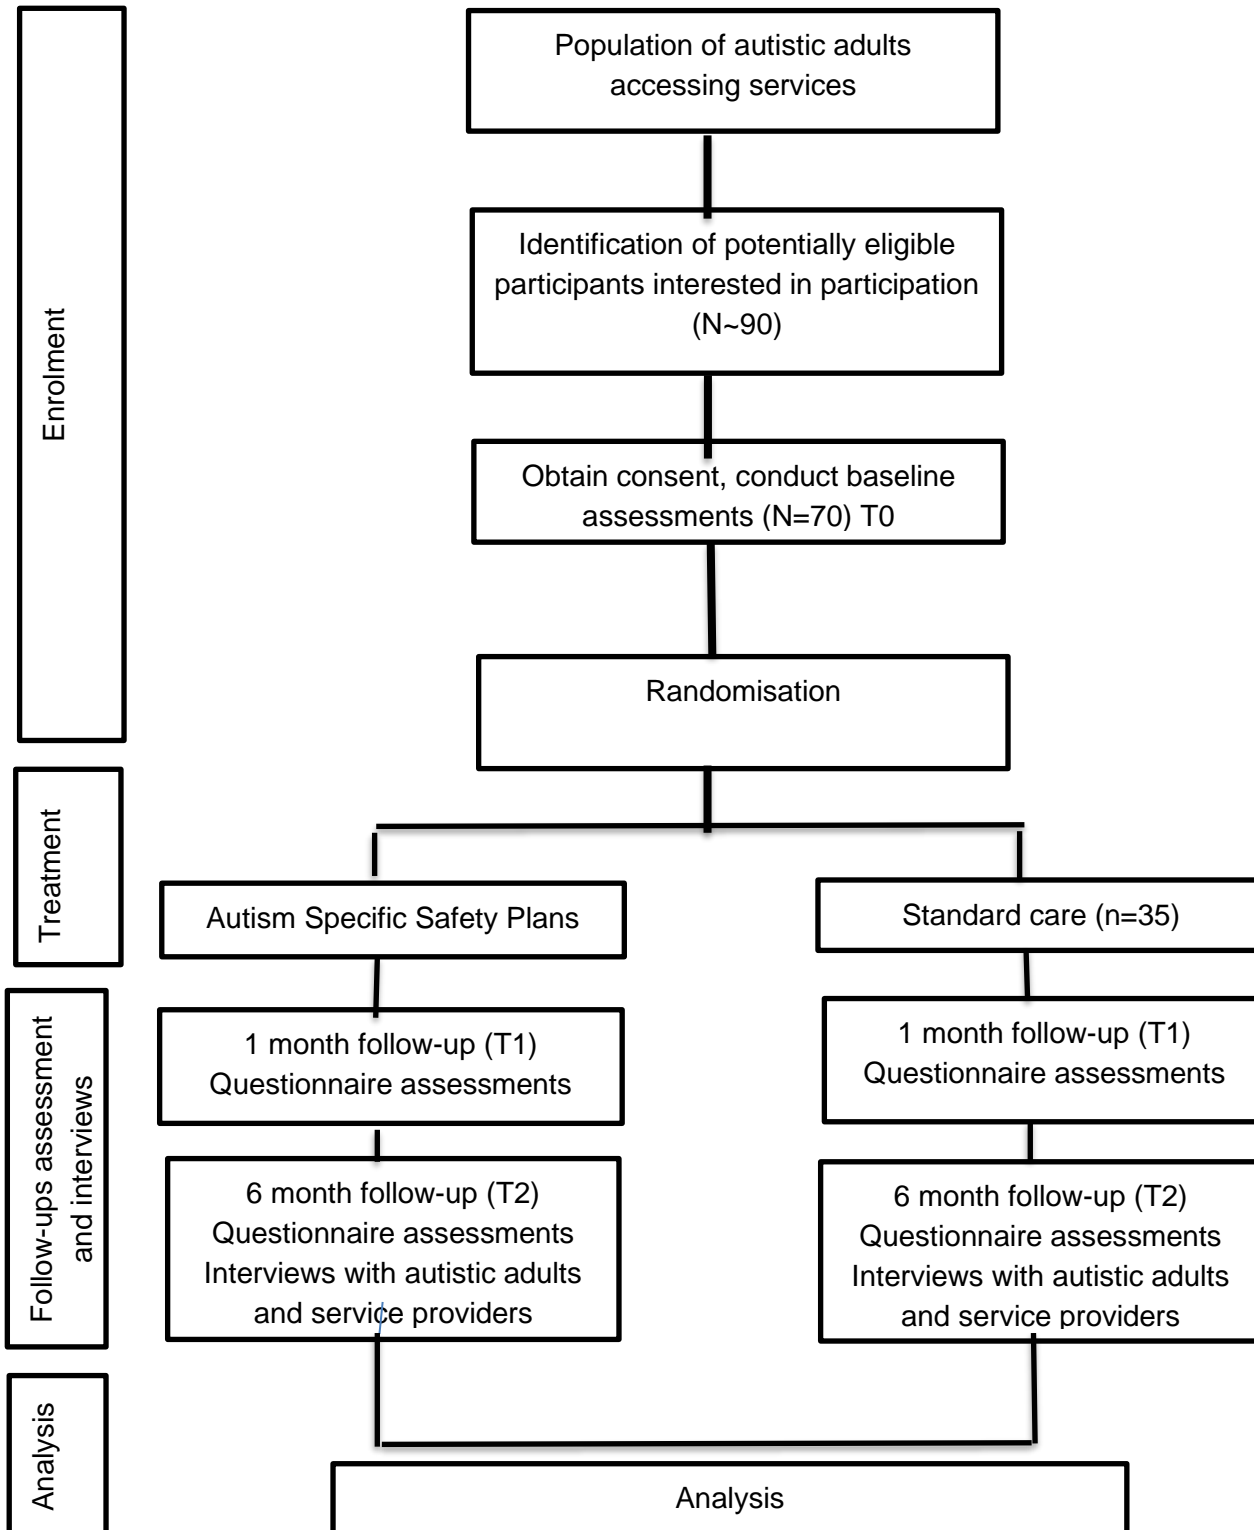 Population of autistic adults
accessing services
Identification of potentially eligible
participants interested in participation
(N~90)
Enrolment
Obtain consent, conduct baseline
assessments (N=70) T0
Randomisation
Treatment
Autism Specific Safety Plans
Standard care (n=35)
Follow-ups assessment
and interviews
1 month follow-up (T1)
Questionnaire assessments
1 month follow-up (T1)
Questionnaire assessments
6 month follow-up (T2)
Questionnaire assessments
Interviews with autistic adults
and service providers
6 month follow-up (T2)
Questionnaire assessments
Interviews with autistic adults
and service providers
Analysis
Analysis